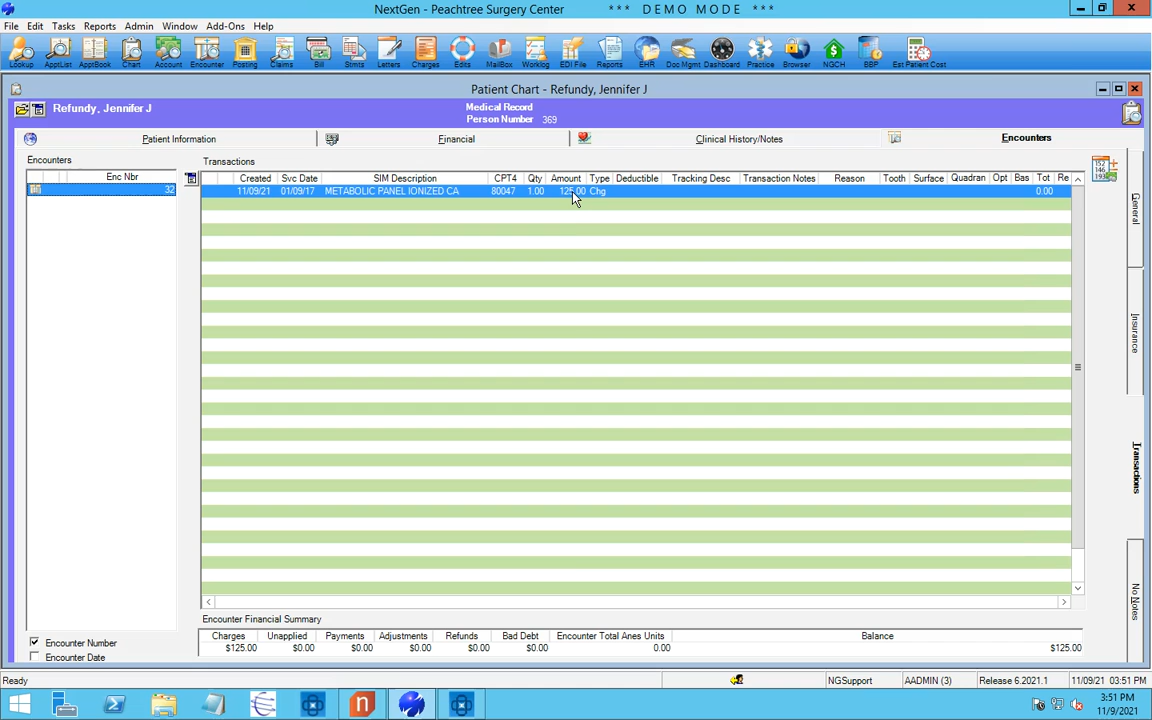 NextGen - Peachtree Surgery Center *** DEMO MODE ***
File Edit Tasks Reports Admin Window Add-Ons Help
Lookup ApptList ApptBook Chart Account Encounter Posting Claims Bill Stmts Letters Charges Edits MailBox Worklog EDI File Reports EHR Doc Mgmt Dashboard Practice Browser NGCH BBP Est Patient Cost
Patient Chart - Refundy, Jennifer J
Refundy, Jennifer J
Medical Record
Person Number 369
Patient Information Financial Clinical History/Notes Encounters
Encounters
Enc Nbr
32
Transactions
Created Svc Date SIM Description CPT4 Qty Amount Type Deductible Tracking Desc Transaction Notes Reason Tooth Surface Quadran Opt Bas Tot Re
11/09/21 01/09/17 METABOLIC PANEL IONIZED CA 80047 1.00 125.00 Chg 0.00
General
Insurance
Transactions
No Notes
Encounter Financial Summary
Charges Unapplied Payments Adjustments Refunds Bad Debt Encounter Total Anes Units Balance
$125.00 $0.00 $0.00 $0.00 $0.00 $0.00 0.00 $125.00
Encounter Number
Encounter Date
Ready NGSupport AADMIN (3) Release 6.2021.1 11/09/21 03:51 PM
3:51 PM
11/9/2021